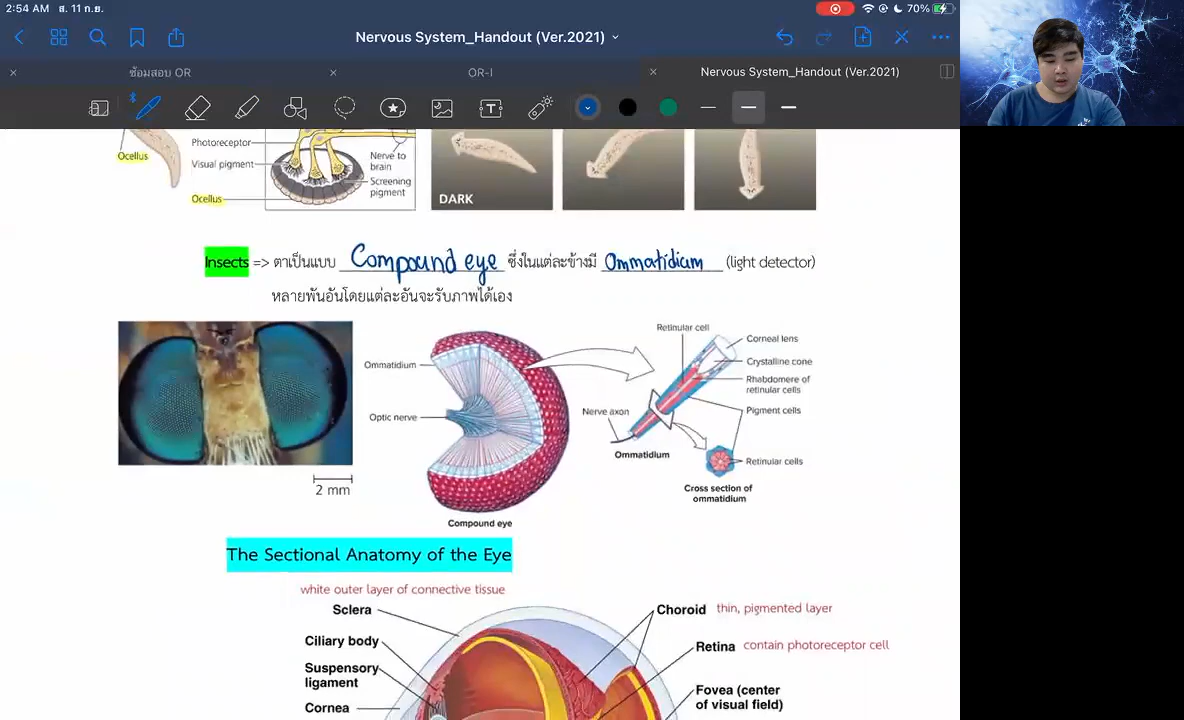 2:54 AM ส. 11 ก.ย.
70%
Nervous System_Handout (Ver.2021)
ซ้อมสอบ OR
OR-I
Nervous System_Handout (Ver.2021)
Ocellus
Photoreceptor
Visual pigment
Ocellus
Nerve to
brain
Screening
pigment
DARK
Insects => ตาเป็นแบบ Compound eye ซึ่งในแต่ละข้างมี Ommatidium (light detector)
หลายพันอันโดยแต่ละอันจะรับภาพได้เอง
2 mm
Ommatidium
Optic nerve
Compound eye
Retinular cell
Corneal lens
Crystalline cone
Rhabdomere of
retinular cells
Pigment cells
Nerve axon
Ommatidium
Retinular cells
Cross section of
ommatidium
The Sectional Anatomy of the Eye
white outer layer of connective tissue
Sclera
Ciliary body
Suspensory
ligament
Cornea
Choroid thin, pigmented layer
Retina contain photoreceptor cell
Fovea (center
of visual field)